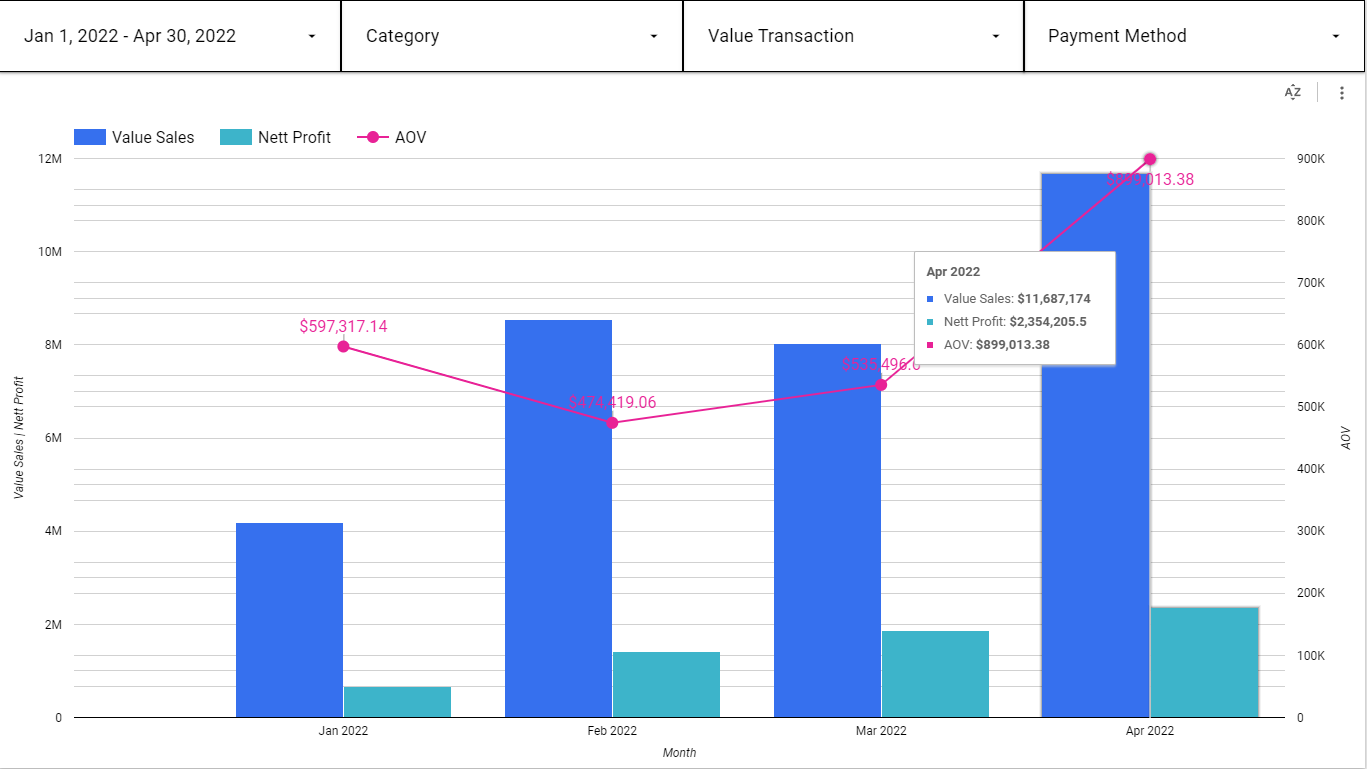 Jan 1, 2022 - Apr 30, 2022
Category
Value Transaction
Payment Method
AZ
Value Sales
Nett Profit
AOV
12M
10M
8M
6M
4M
2M
0
Value Sales | Nett Profit
900K
800K
700K
600K
500K
400K
300K
200K
100K
0
AOV
$597,317.14
$474,419.06
$535,496.
$899,013.38
Apr 2022
Value Sales: $11,687,174
Nett Profit: $2,354,205.5
AOV: $899,013.38
Jan 2022
Feb 2022
Mar 2022
Apr 2022
Month